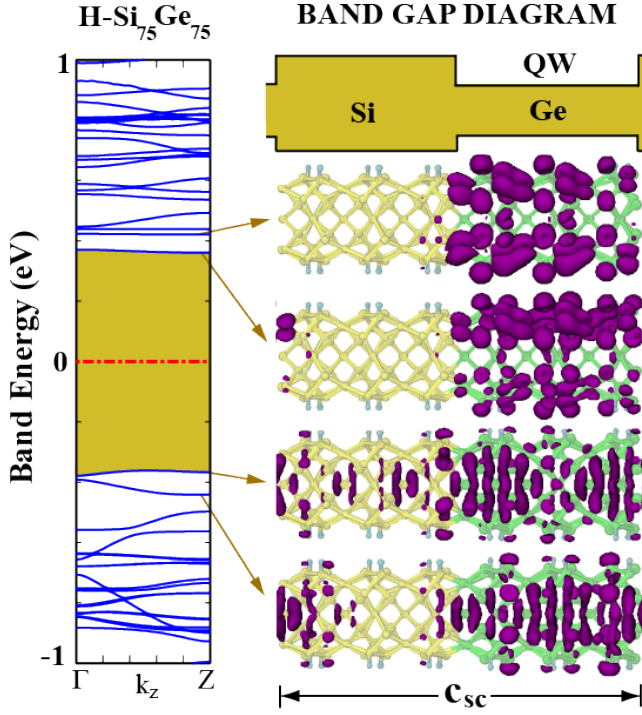 H-Si75Ge75
BAND GAP DIAGRAM
QW
Si
Ge
Band Energy (eV)
1
0
-1
Γ
kz
Z
csc